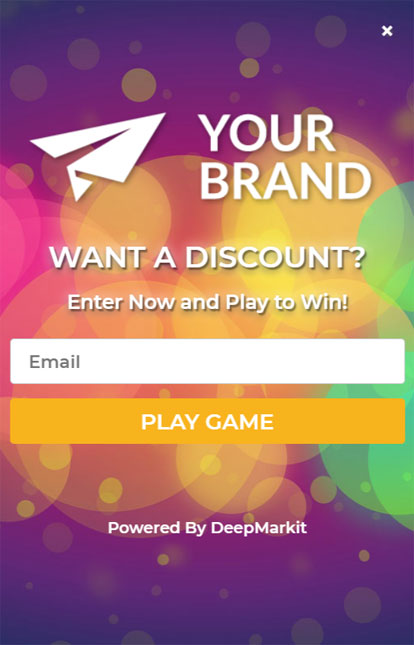 ×
YOUR
BRAND
WANT A DISCOUNT?
Enter Now and Play to Win!
Email
PLAY GAME
Powered By DeepMarkit